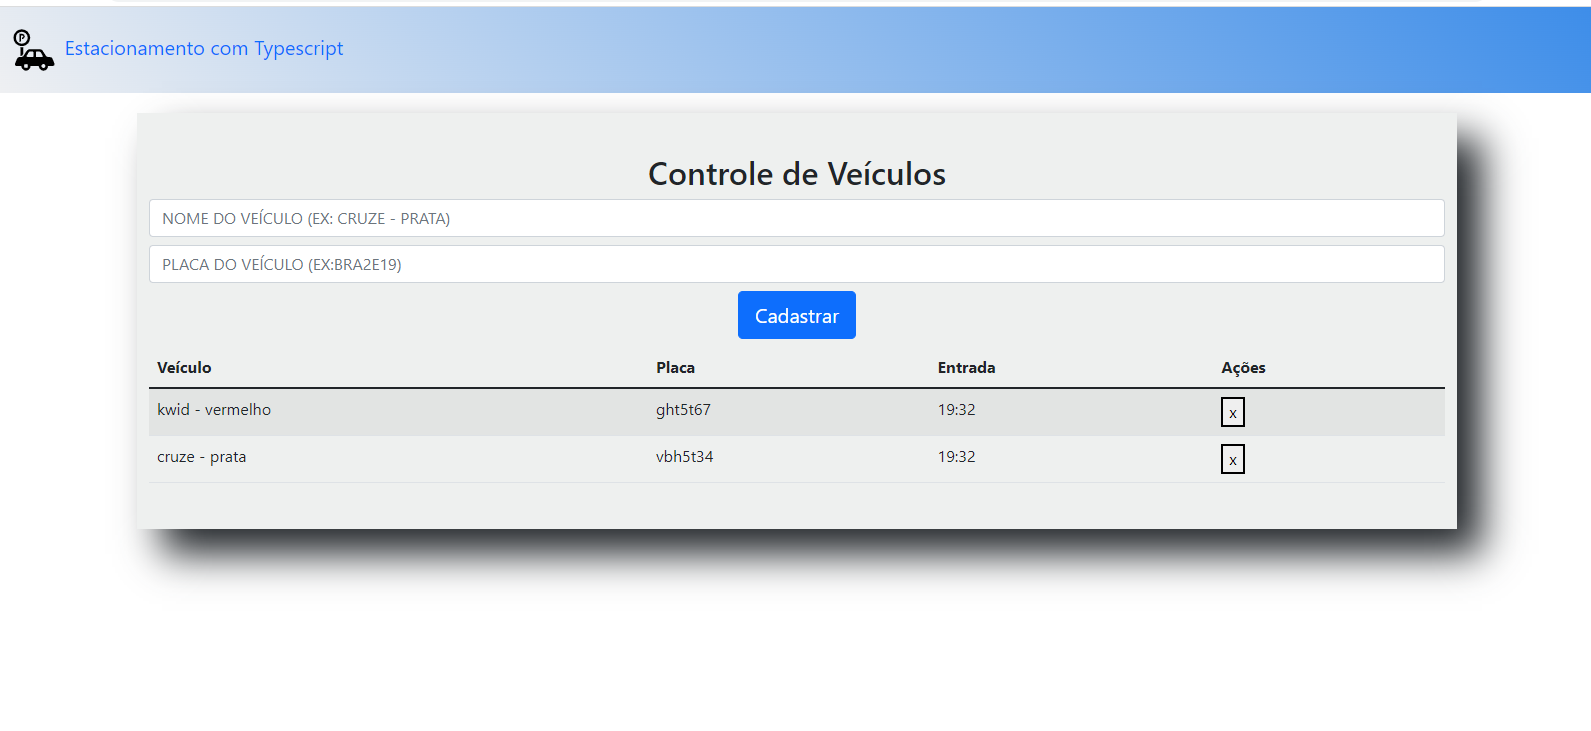 Estacionamento com Typescript
Controle de Veículos
NOME DO VEÍCULO (EX: CRUZE - PRATA)
PLACA DO VEÍCULO (EX:BRA2E19)
Cadastrar
Veículo Placa Entrada Ações
kwid - vermelho ght5t67 19:32 x
cruze - prata vbh5t34 19:32 x